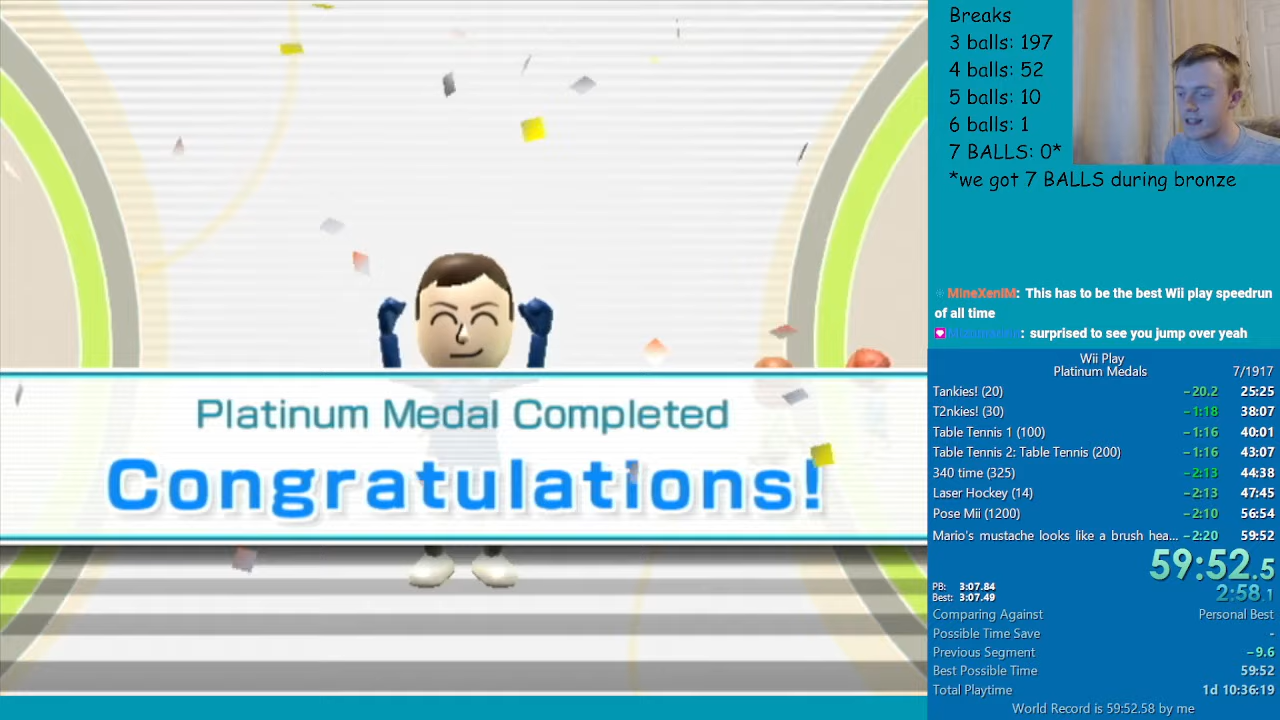 Platinum Medal Completed
Congratulations!
Breaks
3 balls: 197
4 balls: 52
5 balls: 10
6 balls: 1
7 BALLS: 0*
*we got 7 BALLS during bronze
MineXeniM: This has to be the best Wii play speedrun
of all time
: surprised to see you jump over yeah
Wii Play
Platinum Medals 7/1917
Tankies! (20) −20.2 25:25
T2nkies! (30) −1:18 38:07
Table Tennis 1 (100) −1:16 40:01
Table Tennis 2: Table Tennis (200) −1:16 43:07
340 time (325) −2:13 44:38
Laser Hockey (14) −2:13 47:45
Pose Mii (1200) −2:10 56:54
Mario's mustache looks like a brush hea... −2:20 59:52
59:52.5
PB: 3:07.84
Best: 3:07.49
2:58.1
Comparing Against Personal Best
Possible Time Save -
Previous Segment −9.6
Best Possible Time 59:52
Total Playtime 1d 10:36:19
World Record is 59:52.58 by me